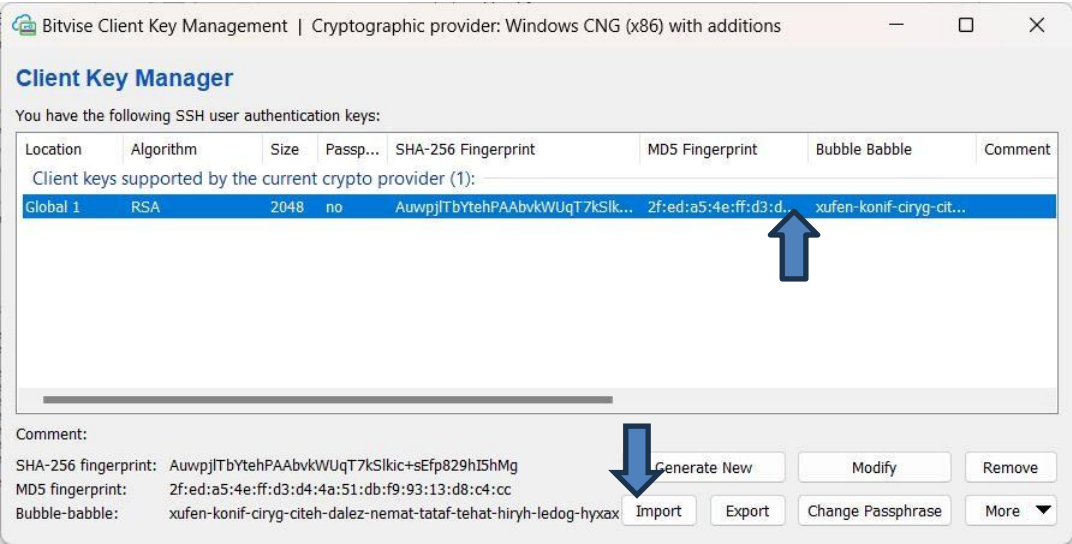 Bitvise Client Key Management | Cryptographic provider: Windows CNG (x86) with additions
Client Key Manager
You have the following SSH user authentication keys:
Location Algorithm Size Passp... SHA-256 Fingerprint MD5 Fingerprint Bubble Babble Comment
Client keys supported by the current crypto provider (1):
Global 1 RSA 2048 no AuwpjlTbYtehPAAbvkWUqT7kSlk... 2f:ed:a5:4e:ff:d3:d... xufen-konif-ciryg-cit...
Comment:
SHA-256 fingerprint: AuwpjlTbYtehPAAbvkWUqT7kSlkic+sEfp829hI5hMg
Generate New Modify Remove
MD5 fingerprint: 2f:ed:a5:4e:ff:d3:d4:4a:51:db:f9:93:13:d8:c4:cc
Bubble-babble: xufen-konif-ciryg-citeh-dalez-nemat-tataf-tehat-hiryh-ledog-hyxax
Import Export Change Passphrase More